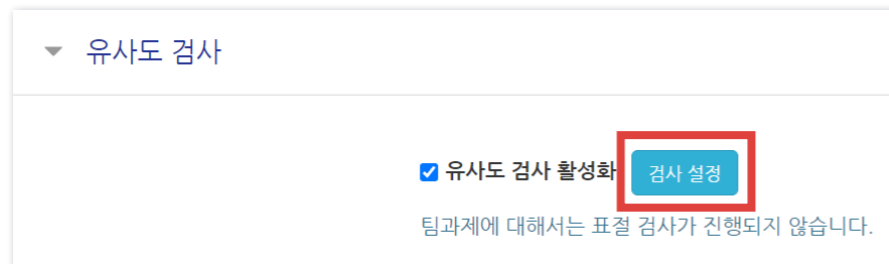 유사도 검사
유사도 검사 활성화 검사 설정
팀과제에 대해서는 표절 검사가 진행되지 않습니다.